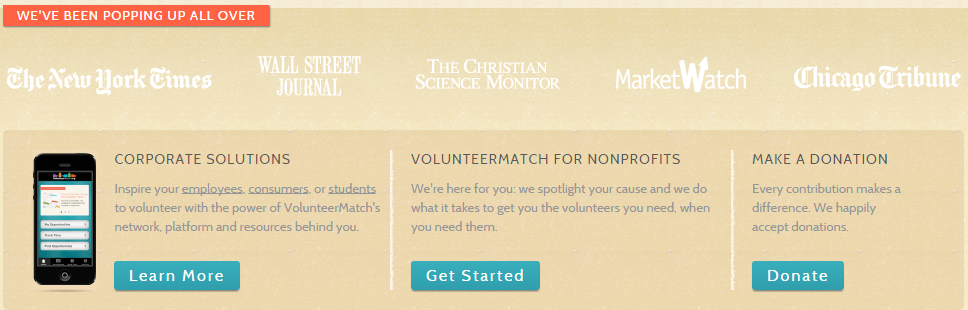 WE'VE BEEN POPPING UP ALL OVER
The New York Times
WALL STREET
JOURNAL
THE CHRISTIAN
SCIENCE MONITOR
MarketWatch
Chicago Tribune
CORPORATE SOLUTIONS
Inspire your employees, consumers, or students
to volunteer with the power of VolunteerMatch's
network, platform and resources behind you.
Learn More
VOLUNTEERMATCH FOR NONPROFITS
We're here for you: we spotlight your cause and we do
what it takes to get you the volunteers you need, when
you need them.
Get Started
MAKE A DONATION
Every contribution makes a
difference. We happily
accept donations.
Donate